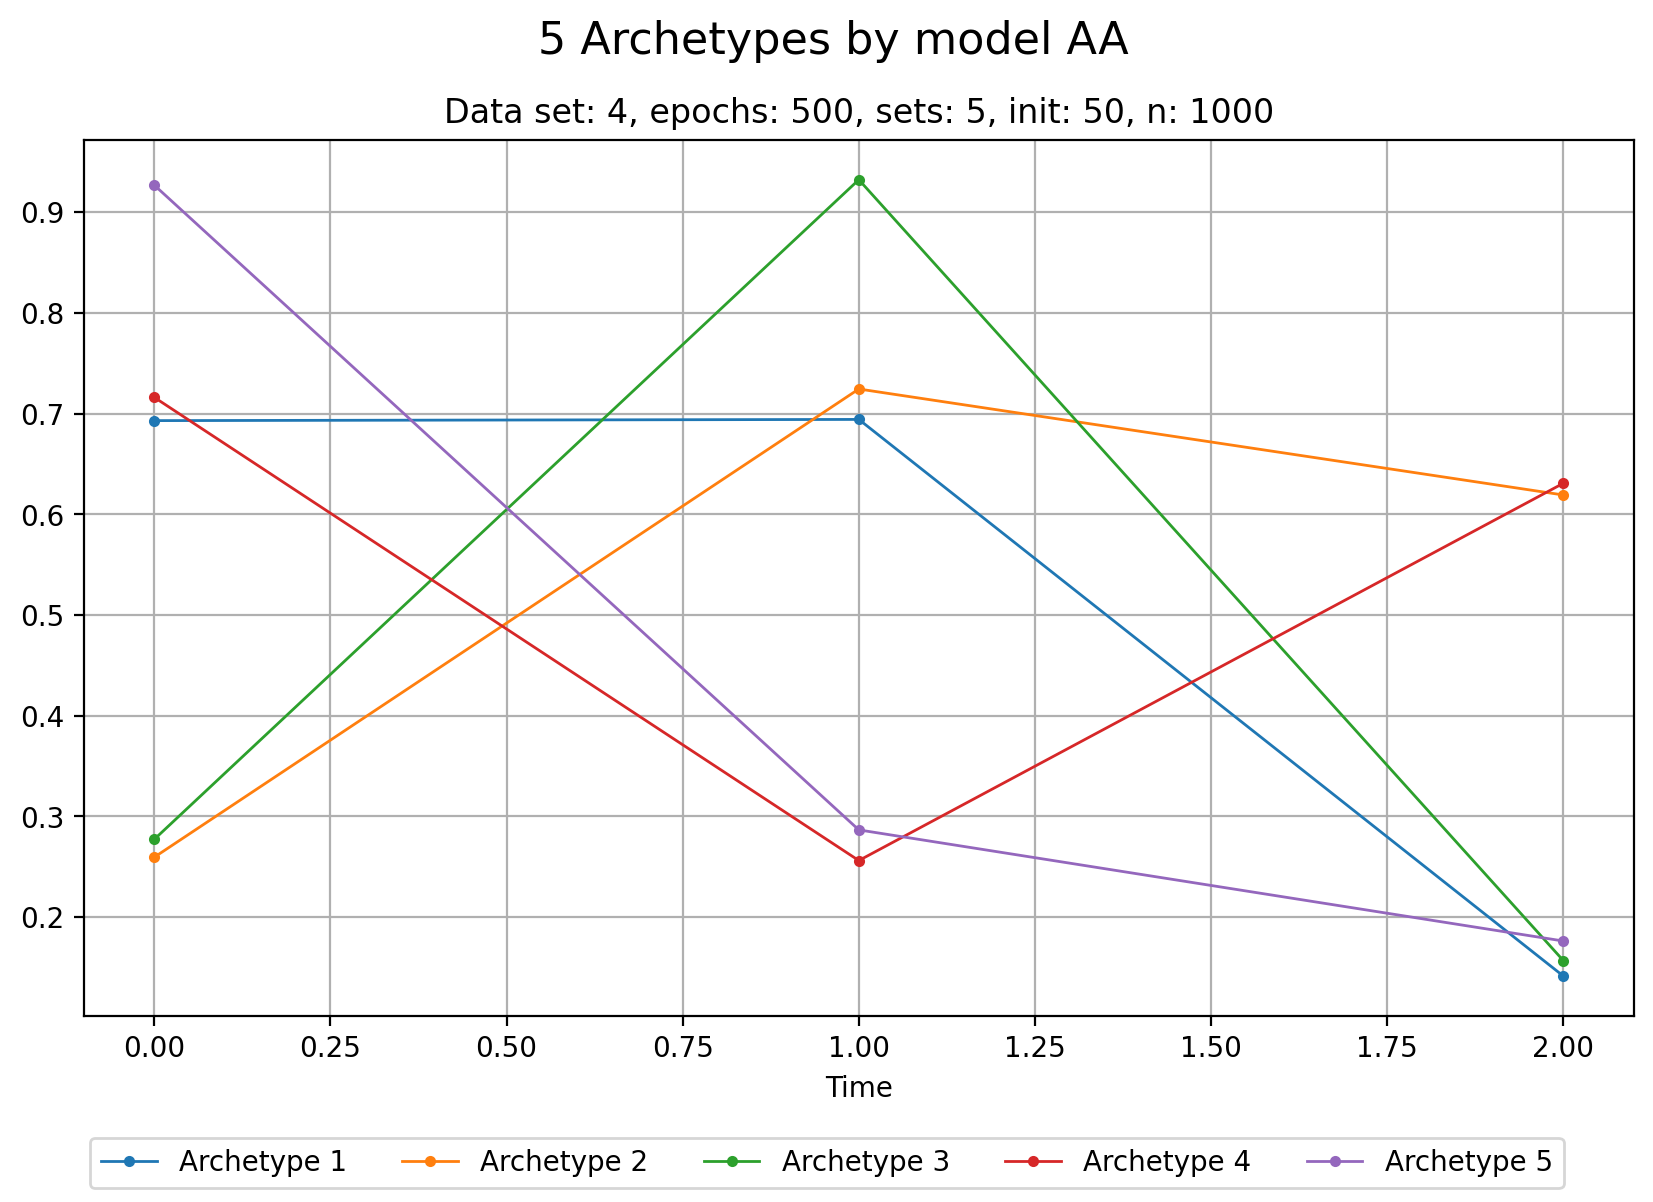 5 Archetypes by model AA
Data set: 4, epochs: 500, sets: 5, init: 50, n: 1000
0.9
0.8
0.7
0.6
0.5
0.4
0.3
0.2
0.00 0.25 0.50 0.75 1.00 1.25 1.50 1.75 2.00
Time
Archetype 1 Archetype 2 Archetype 3 Archetype 4 Archetype 5